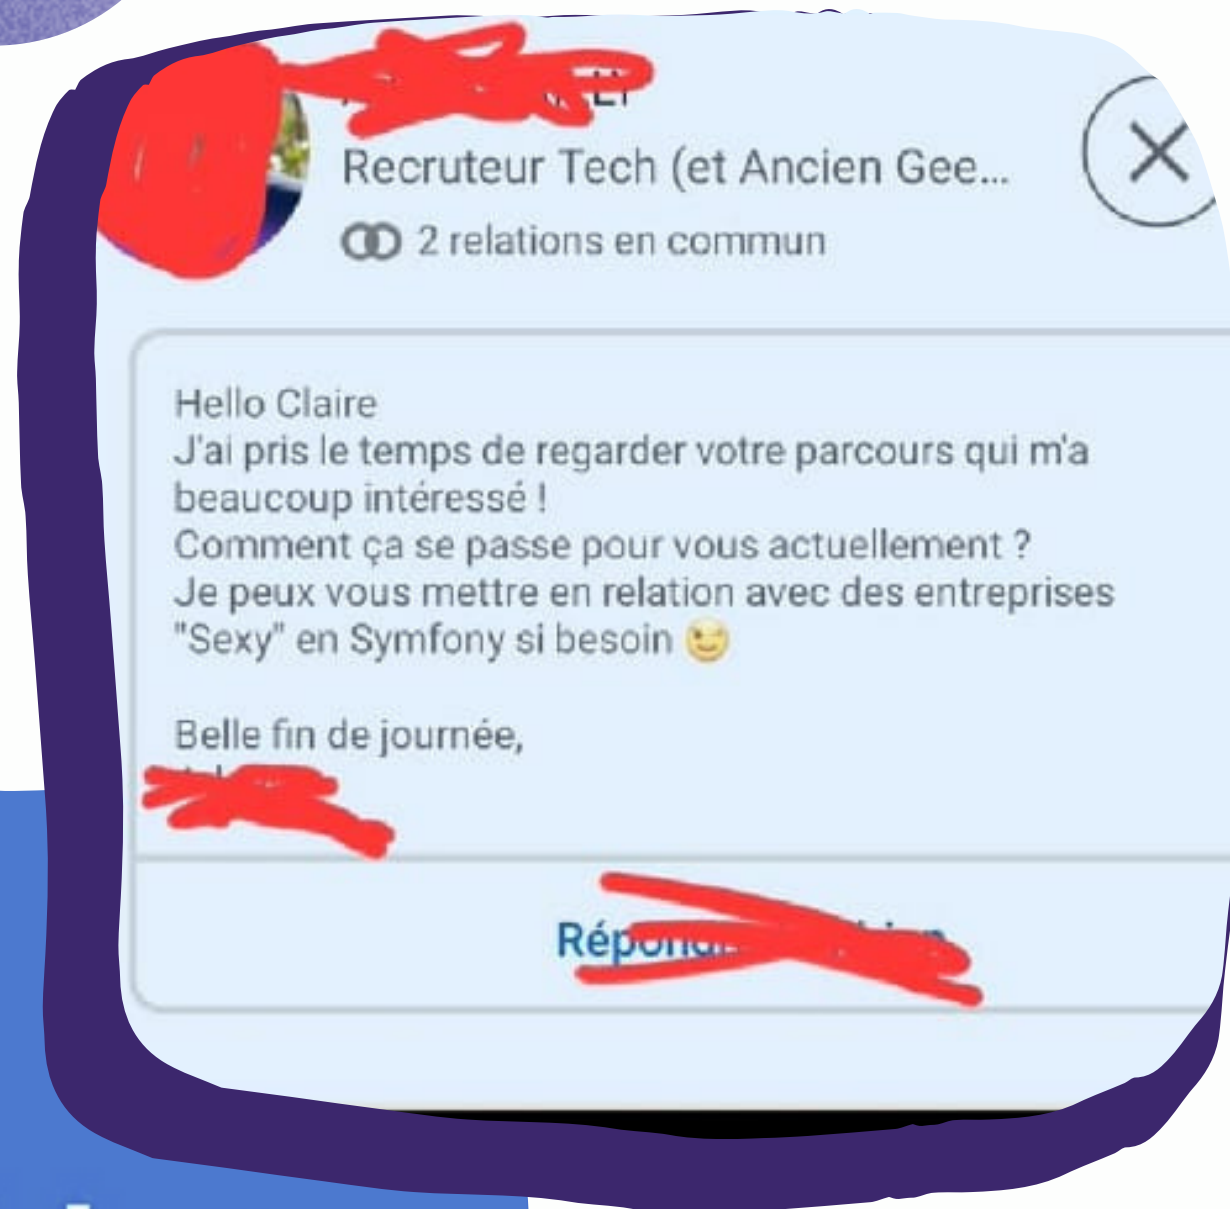 Recruteur Tech (et Ancien Gee...
2 relations en commun
Hello Claire
J'ai pris le temps de regarder votre parcours qui m'a
beaucoup intéressé !
Comment ça se passe pour vous actuellement ?
Je peux vous mettre en relation avec des entreprises
"Sexy" en Symfony si besoin 😉
Belle fin de journée,